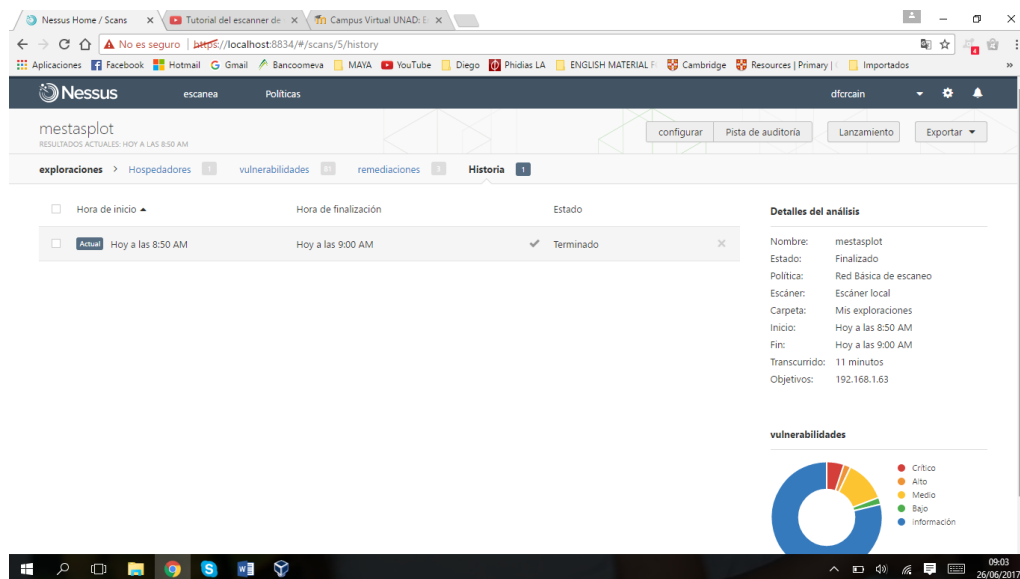 Nessus Home / Scans
Tutorial del escanner de
Campus Virtual UNAD: E
No es seguro | https://localhost:8834/#/scans/5/history
4
Aplicaciones Facebook Hotmail Gmail Bancoomeva MAYA YouTube Diego Phidias LA ENGLISH MATERIAL F Cambridge Resources | Primary | Importados »
Nessus escanea Políticas dfcrcain
mestasplot
RESULTADOS ACTUALES: HOY A LAS 8:50 AM
configurar Pista de auditoría Lanzamiento Exportar
exploraciones > Hospedadores 1 vulnerabilidades 81 remediaciones 3 Historia 1
Hora de inicio Hora de finalización Estado
Actual Hoy a las 8:50 AM Hoy a las 9:00 AM Terminado
Detalles del análisis
Nombre: mestasplot
Estado: Finalizado
Política: Red Básica de escaneo
Escáner: Escáner local
Carpeta: Mis exploraciones
Inicio: Hoy a las 8:50 AM
Fin: Hoy a las 9:00 AM
Transcurrido: 11 minutos
Objetivos: 192.168.1.63
vulnerabilidades
Crítico
Alto
Medio
Bajo
Información
09:03
26/06/2017